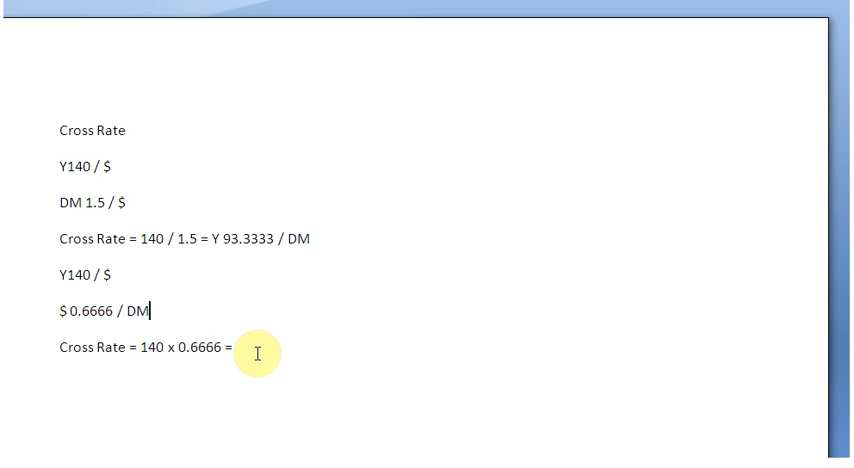 Cross Rate
Y140 / $
DM 1.5 / $
Cross Rate = 140 / 1.5 = Y 93.3333 / DM
Y140 / $
$ 0.6666 / DM
Cross Rate = 140 x 0.6666 =